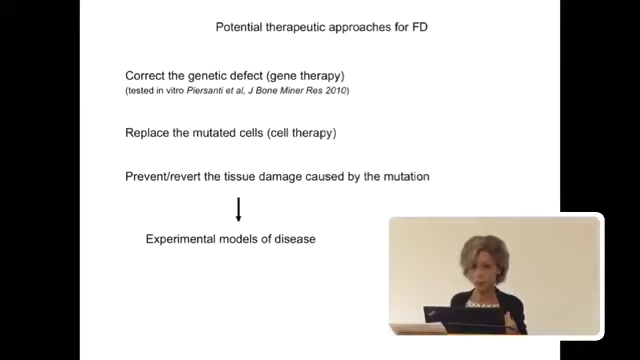 Potential therapeutic approaches for FD
Correct the genetic defect (gene therapy)
(tested in vitro Piersanti et al, J Bone Miner Res 2010)
Replace the mutated cells (cell therapy)
Prevent/revert the tissue damage caused by the mutation
Experimental models of disease